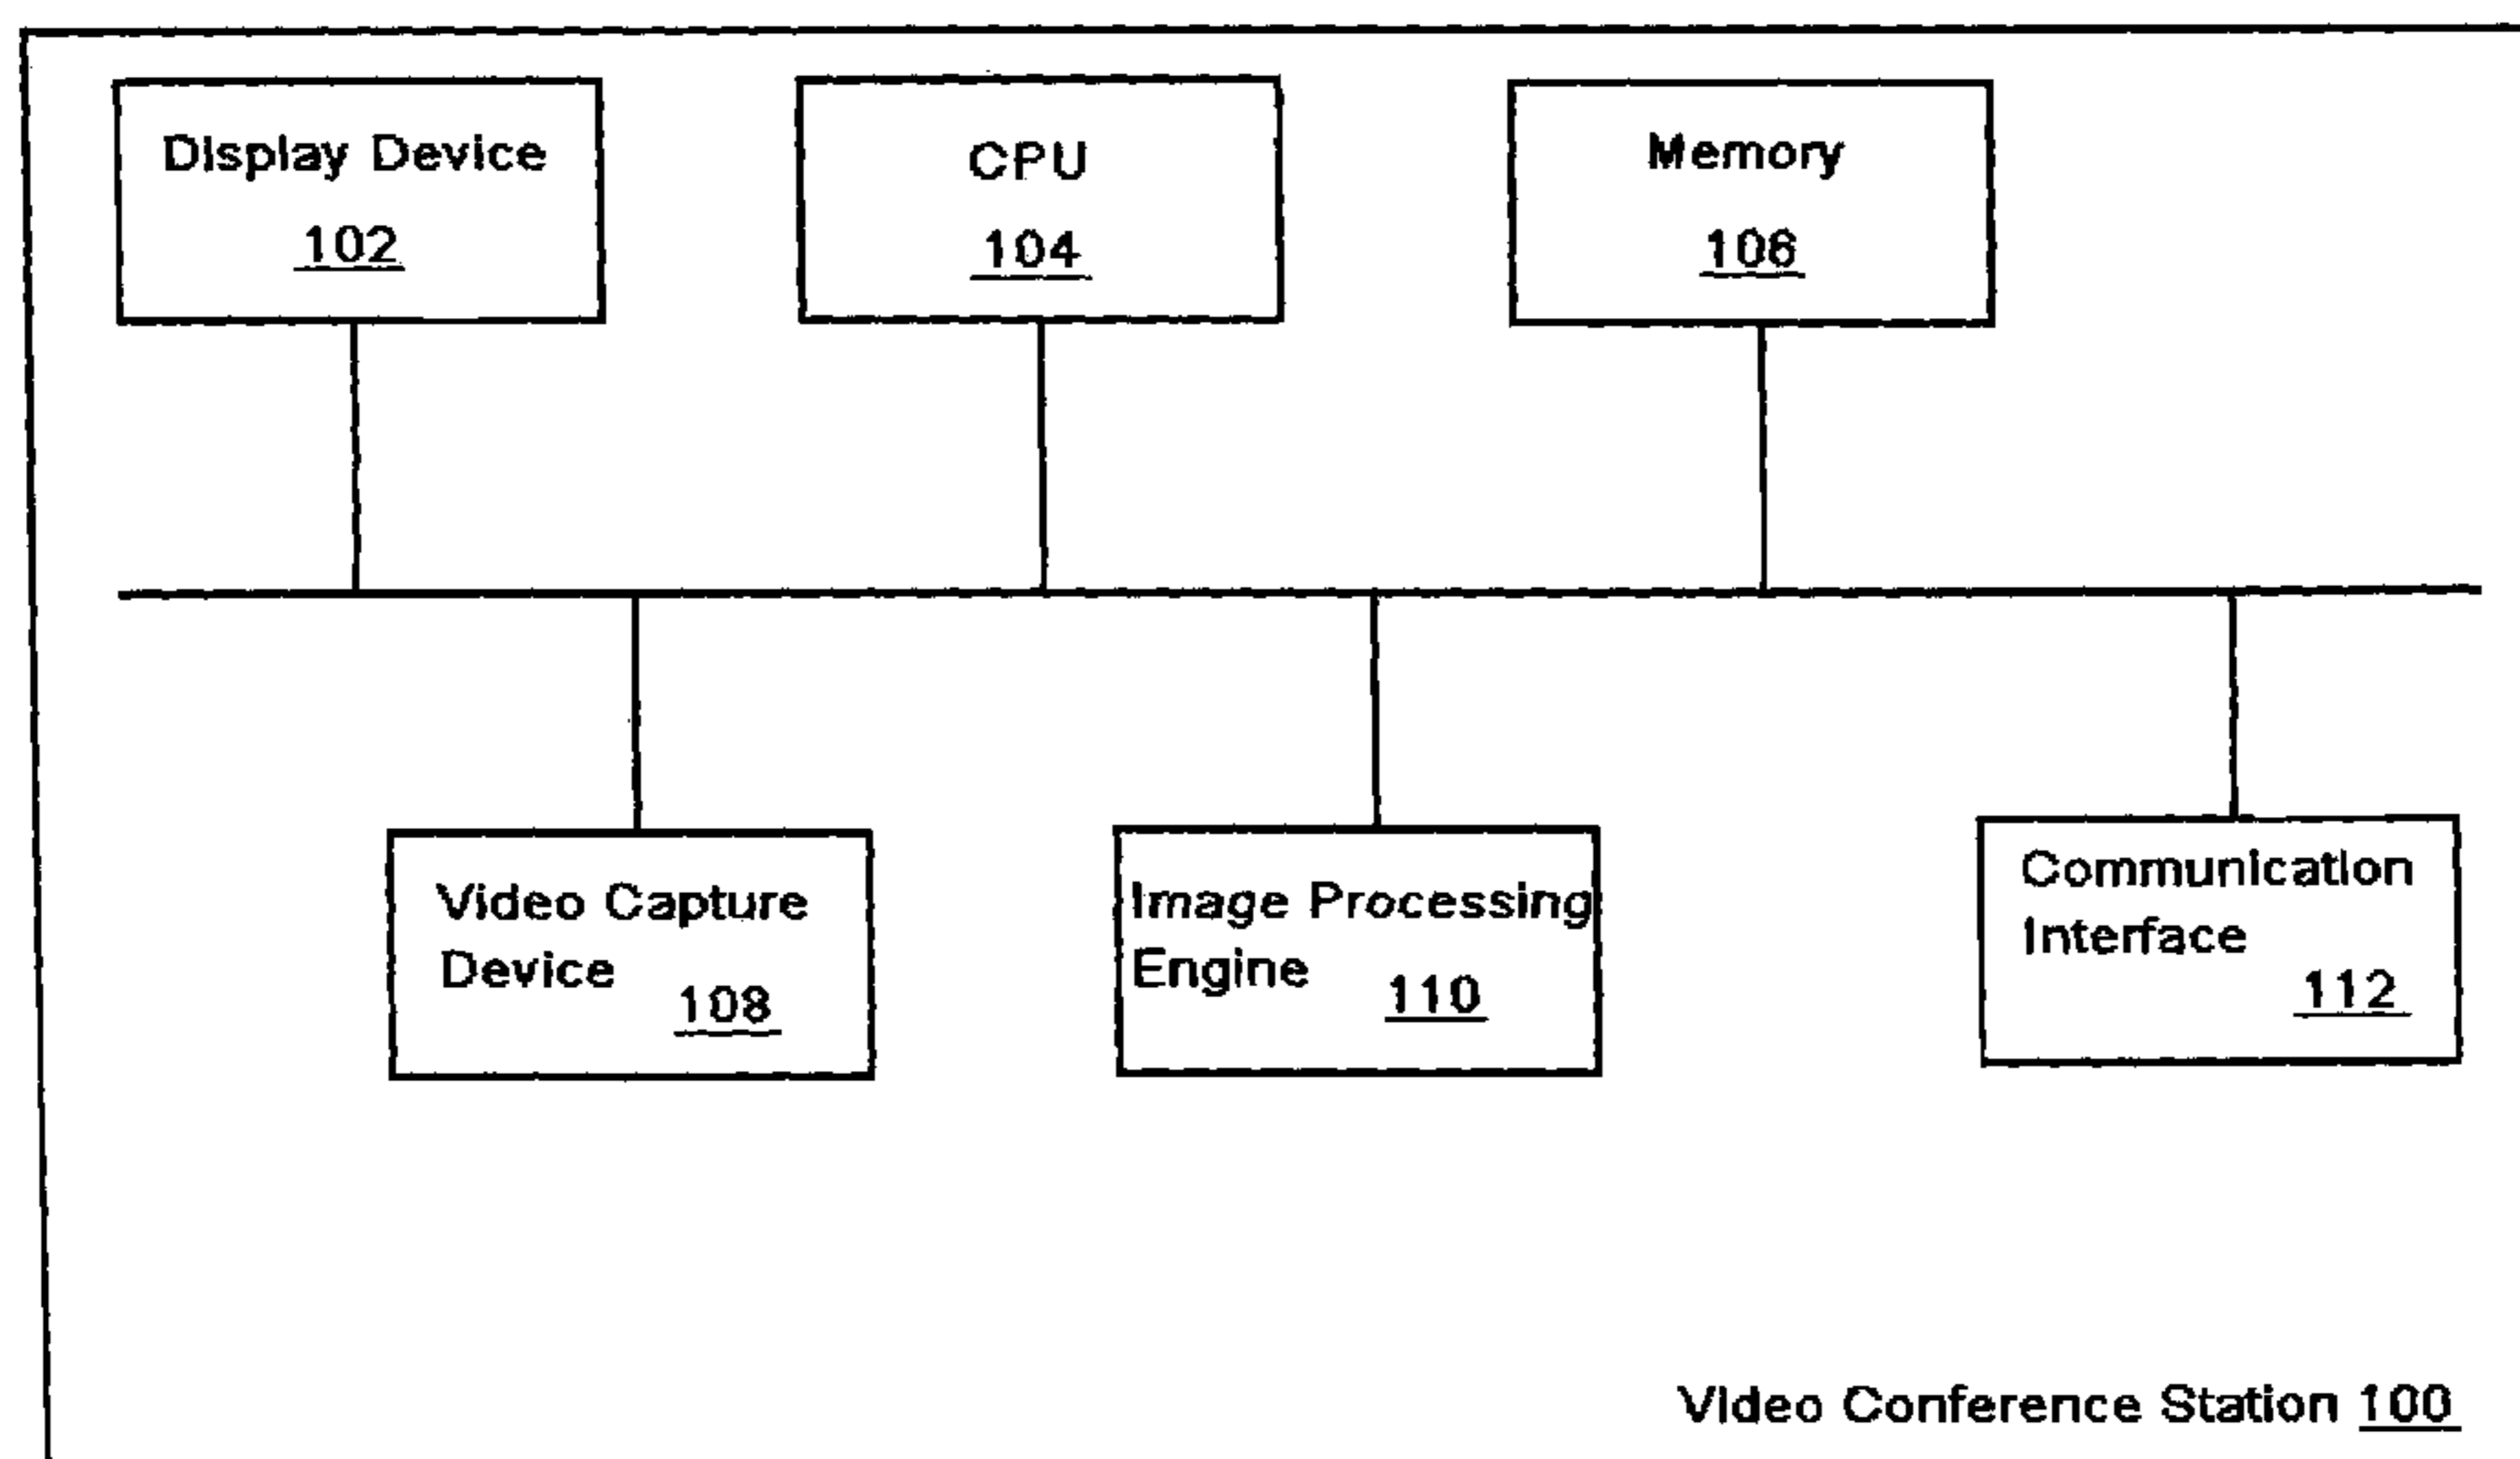 Display Device
102
CPU
104
Memory
106
Video Capture
Device
108
Image Processing
Engine
110
Communication
Interface
112
Video Conference Station 100